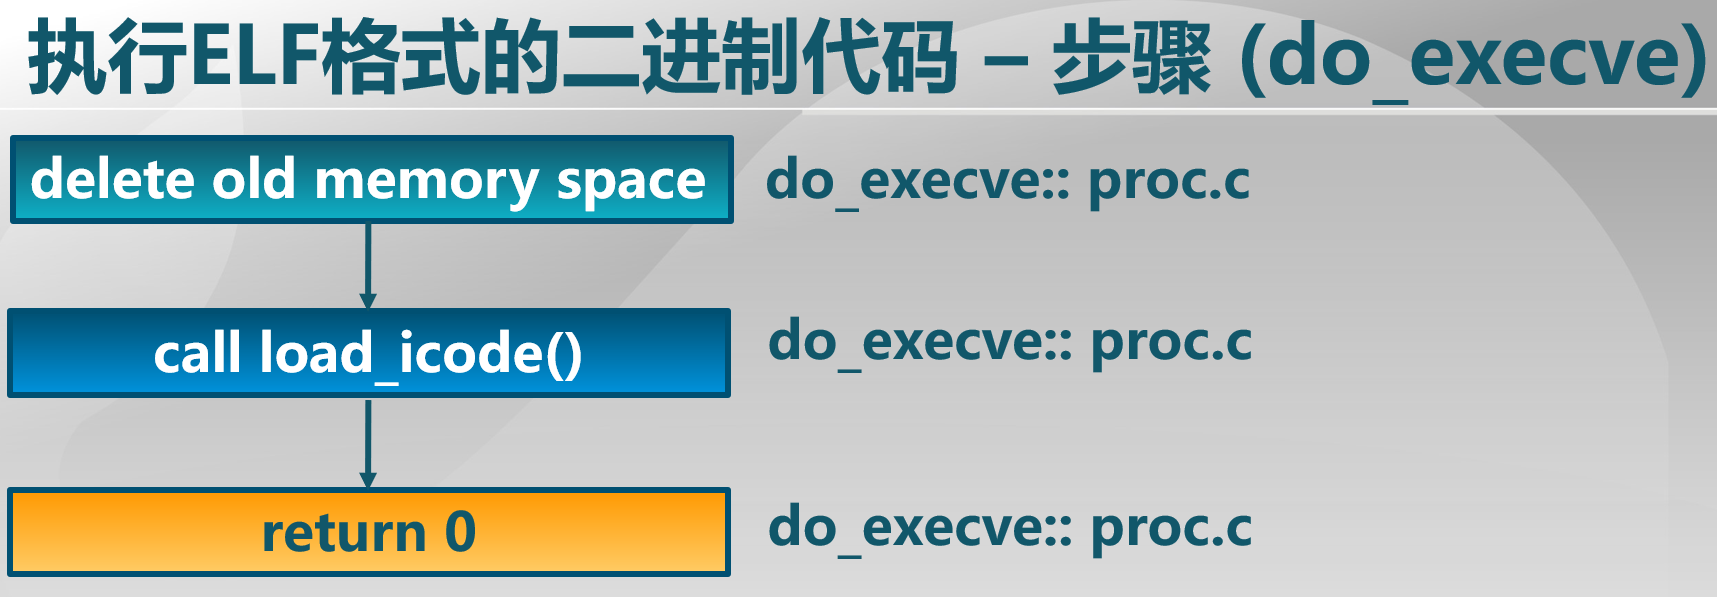 执行ELF格式的二进制代码 – 步骤 (do_execve)
delete old memory space do_execve:: proc.c
call load_icode() do_execve:: proc.c
return 0 do_execve:: proc.c